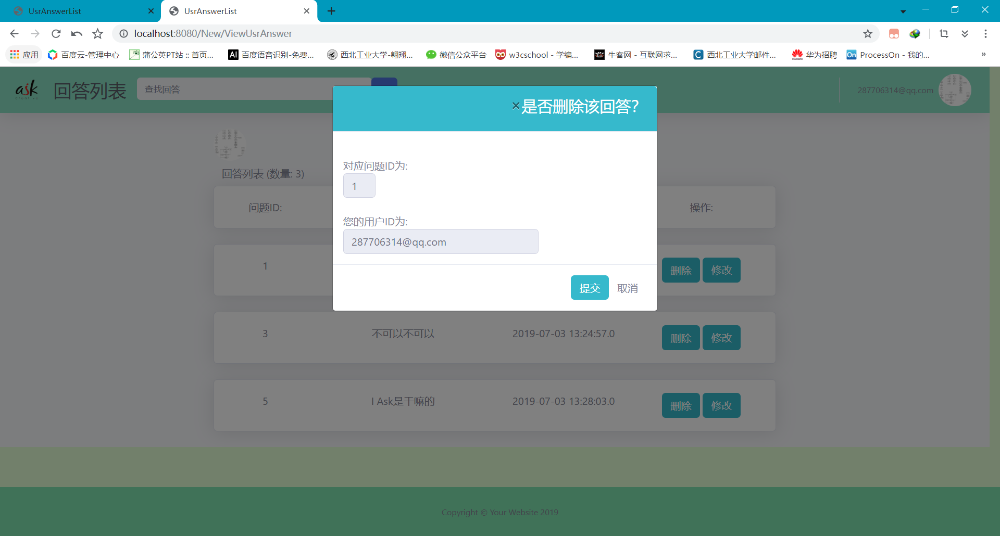 UsrAnswerList
UsrAnswerList
localhost:8080/New/ViewUsrAnswer
应用
百度云-管理中心
蒲公英PT站 :: 首页...
AI 百度语音识别-免费...
西北工业大学-翱翔...
微信公众平台
w3cschool - 学编...
牛客网 - 互联网求...
C 西北工业大学邮件...
华为招聘
On ProcessOn - 我的...
»
ask
回答列表
查找回答
287706314@qq.com
×是否删除该回答?
对应问题ID为:
1
您的用户ID为:
287706314@qq.com
提交 取消
回答列表 (数量: 3)
问题ID: 操作:
1 删除 修改
3 不可以不可以 2019-07-03 13:24:57.0 删除 修改
5 I Ask是干嘛的 2019-07-03 13:28:03.0 删除 修改
Copyright © Your Website 2019